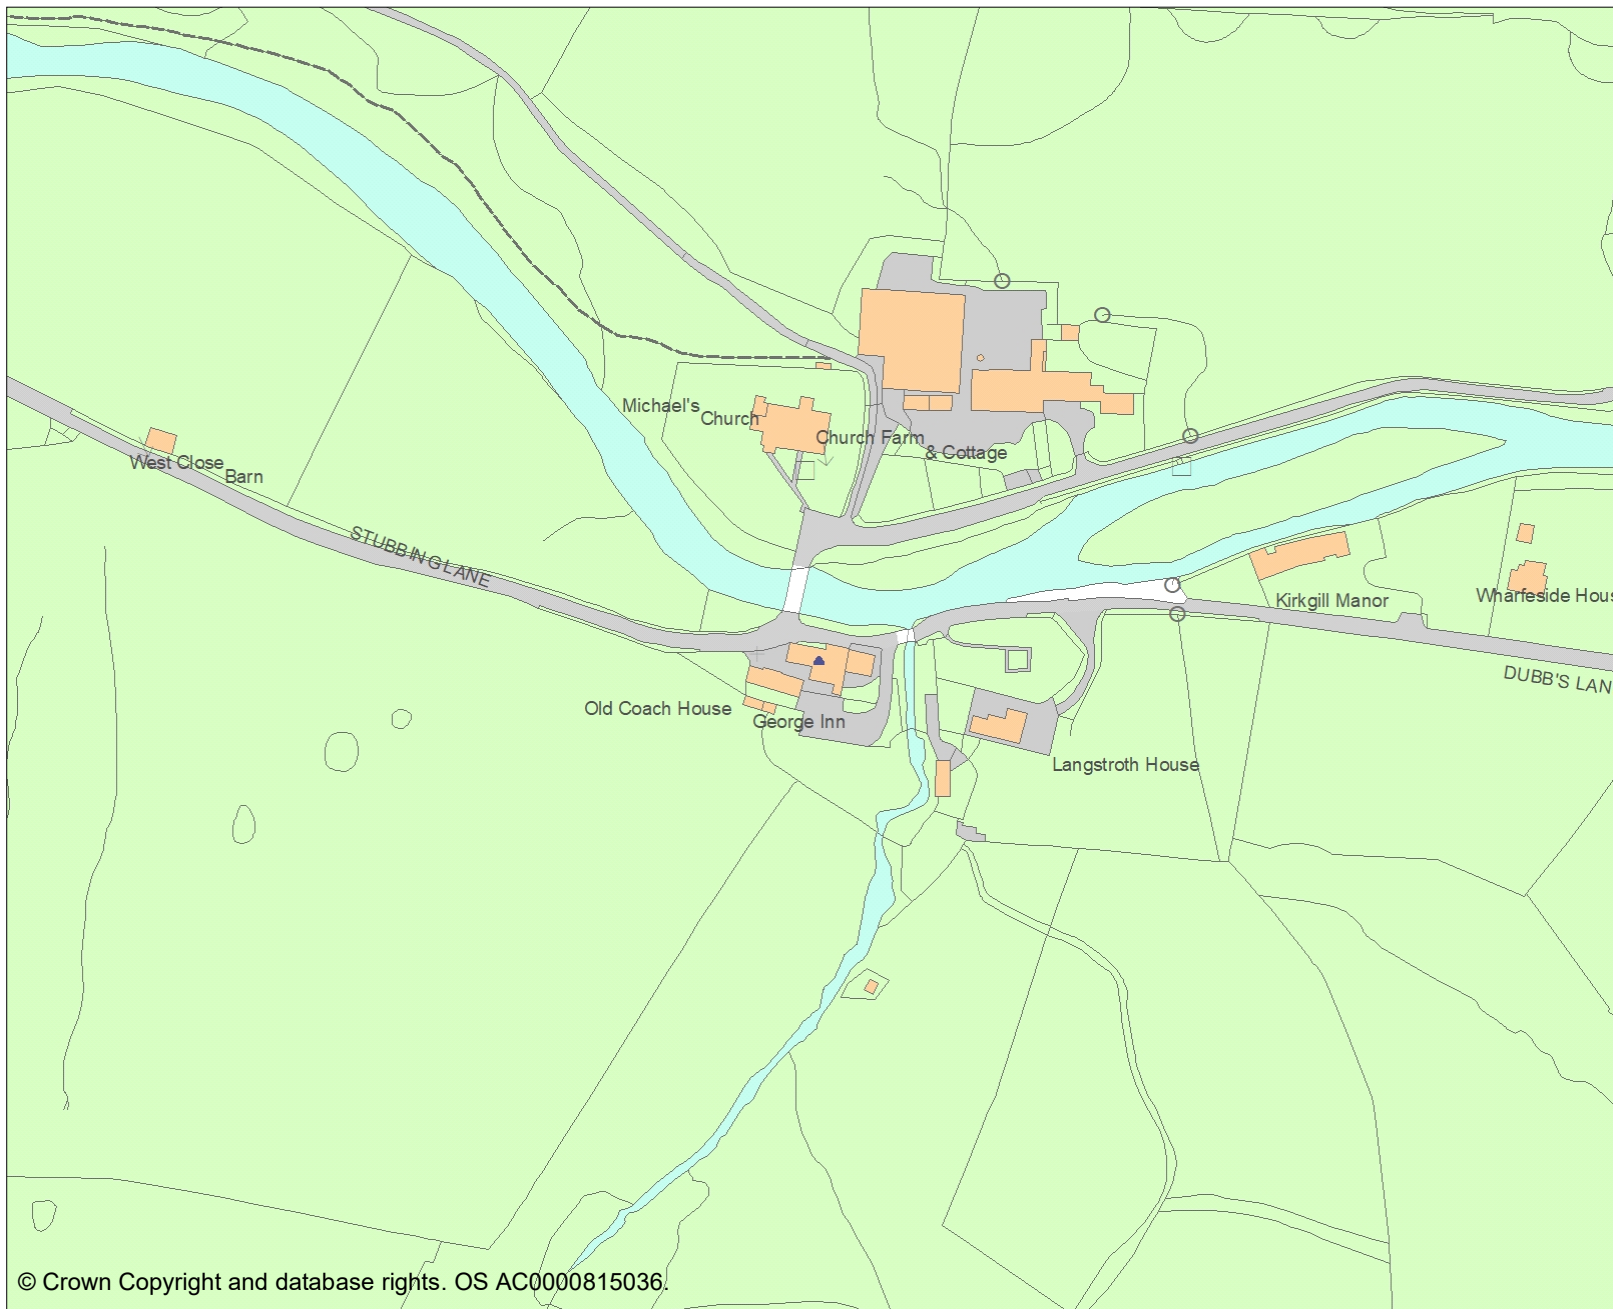 Michael's
Church
Church Farm
& Cottage
West Close
Barn
STUBBING LANE
Kirkgill Manor
Wharfeside Hous
DUBB'S LAN
Old Coach House
George Inn
Langstroth House
© Crown Copyright and database rights. OS AC0000815036.